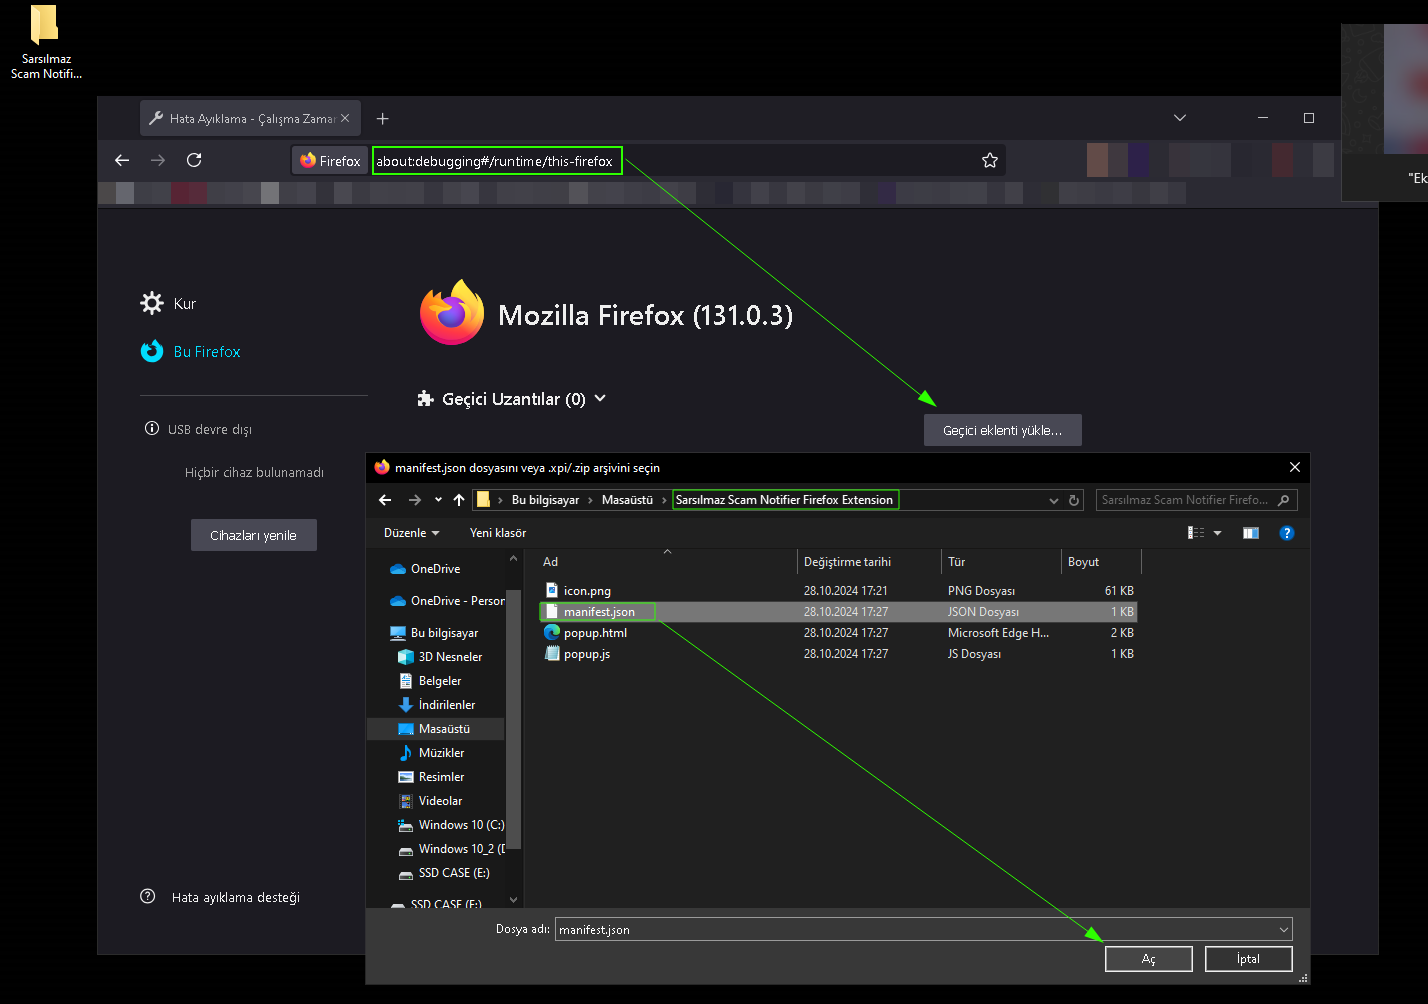 Sarsılmaz
Scam Notifi...
Hata Ayıklama - Çalışma Zamar
Firefox
about:debugging#/runtime/this-firefox
"Ek
Kur
Bu Firefox
USB devre dışı
Hiçbir cihaz bulunamadı
Cihazları yenile
Hata ayıklama desteği
Mozilla Firefox (131.0.3)
Geçici Uzantılar (0)
Geçici eklenti yükle...
manifest.json dosyasını veya .xpi/.zip arşivini seçin
Bu bilgisayar
Masaüstü
Sarsılmaz Scam Notifier Firefox Extension
Sarsılmaz Scam Notifier Firefo...
Düzenle
Yeni klasör
OneDrive
OneDrive - Person
Bu bilgisayar
3D Nesneler
Belgeler
İndirilenler
Masaüstü
Müzikler
Resimler
Videolar
Windows 10 (C:)
Windows 10_2 (D
SSD CASE (E:)
SSD CASE (E:)
Ad Değiştirme tarihi Tür Boyut
icon.png 28.10.2024 17:21 PNG Dosyası 61 KB
manifest.json 28.10.2024 17:27 JSON Dosyası 1 KB
popup.html 28.10.2024 17:27 Microsoft Edge H... 2 KB
popup.js 28.10.2024 17:27 JS Dosyası 1 KB
Dosya adı: manifest.json
Aç
İptal